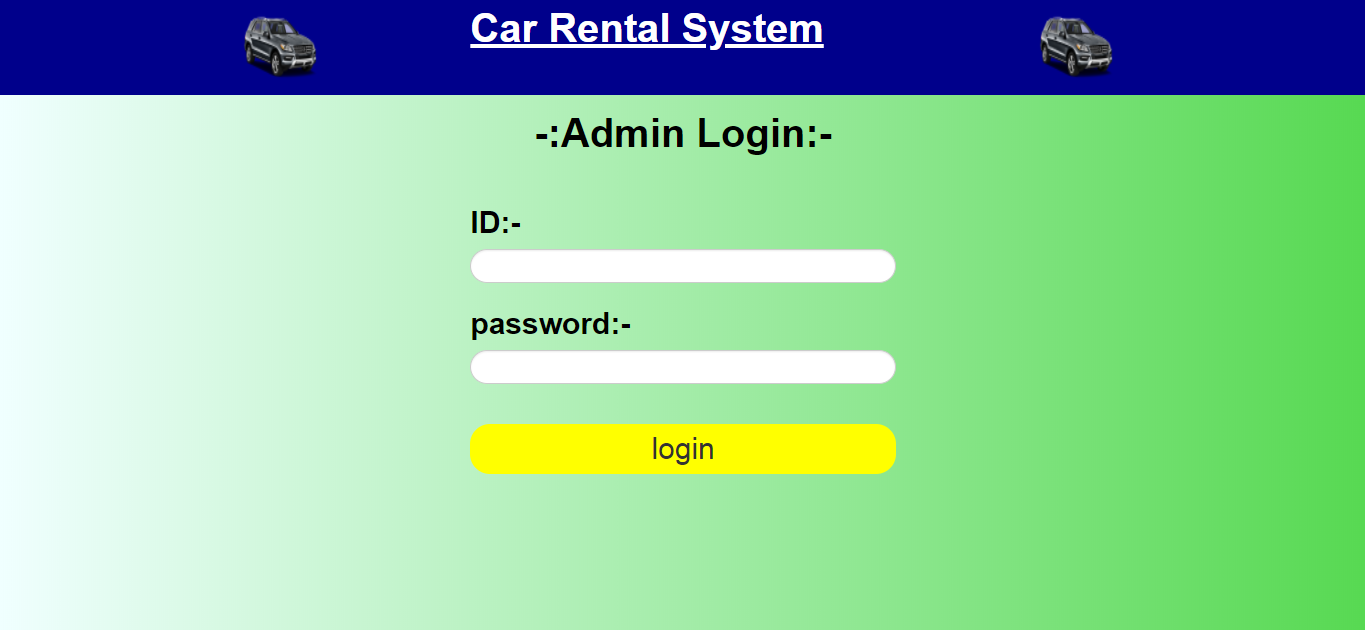 Car Rental System
-:Admin Login:-
ID:-
password:-
login